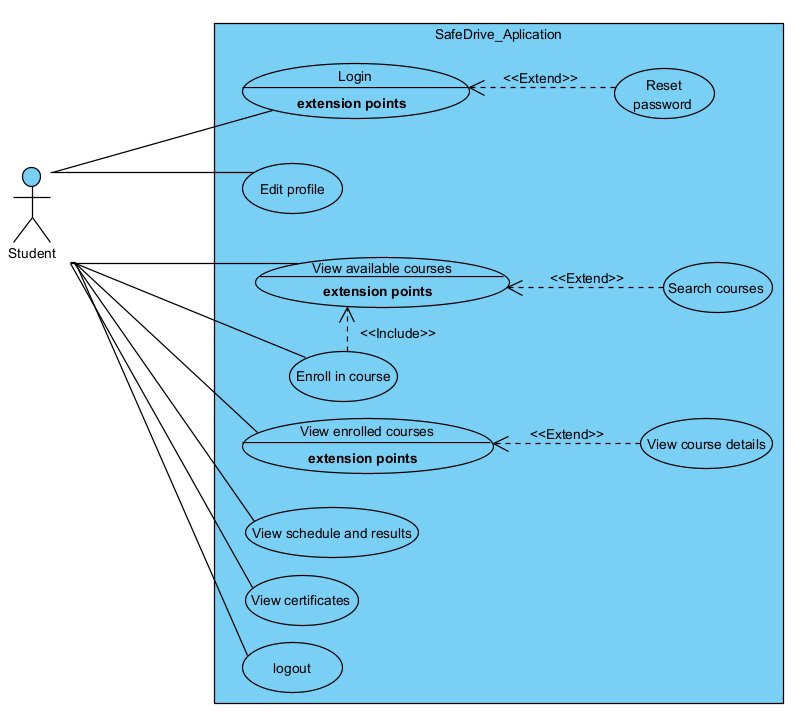 SafeDrive_Aplication
Login
extension points
<<Extend>>
Reset
password
Edit profile
Student
View available courses
extension points
<<Extend>>
Search courses
<<Include>>
Enroll in course
View enrolled courses
extension points
<<Extend>>
View course details
View schedule and results
View certificates
logout